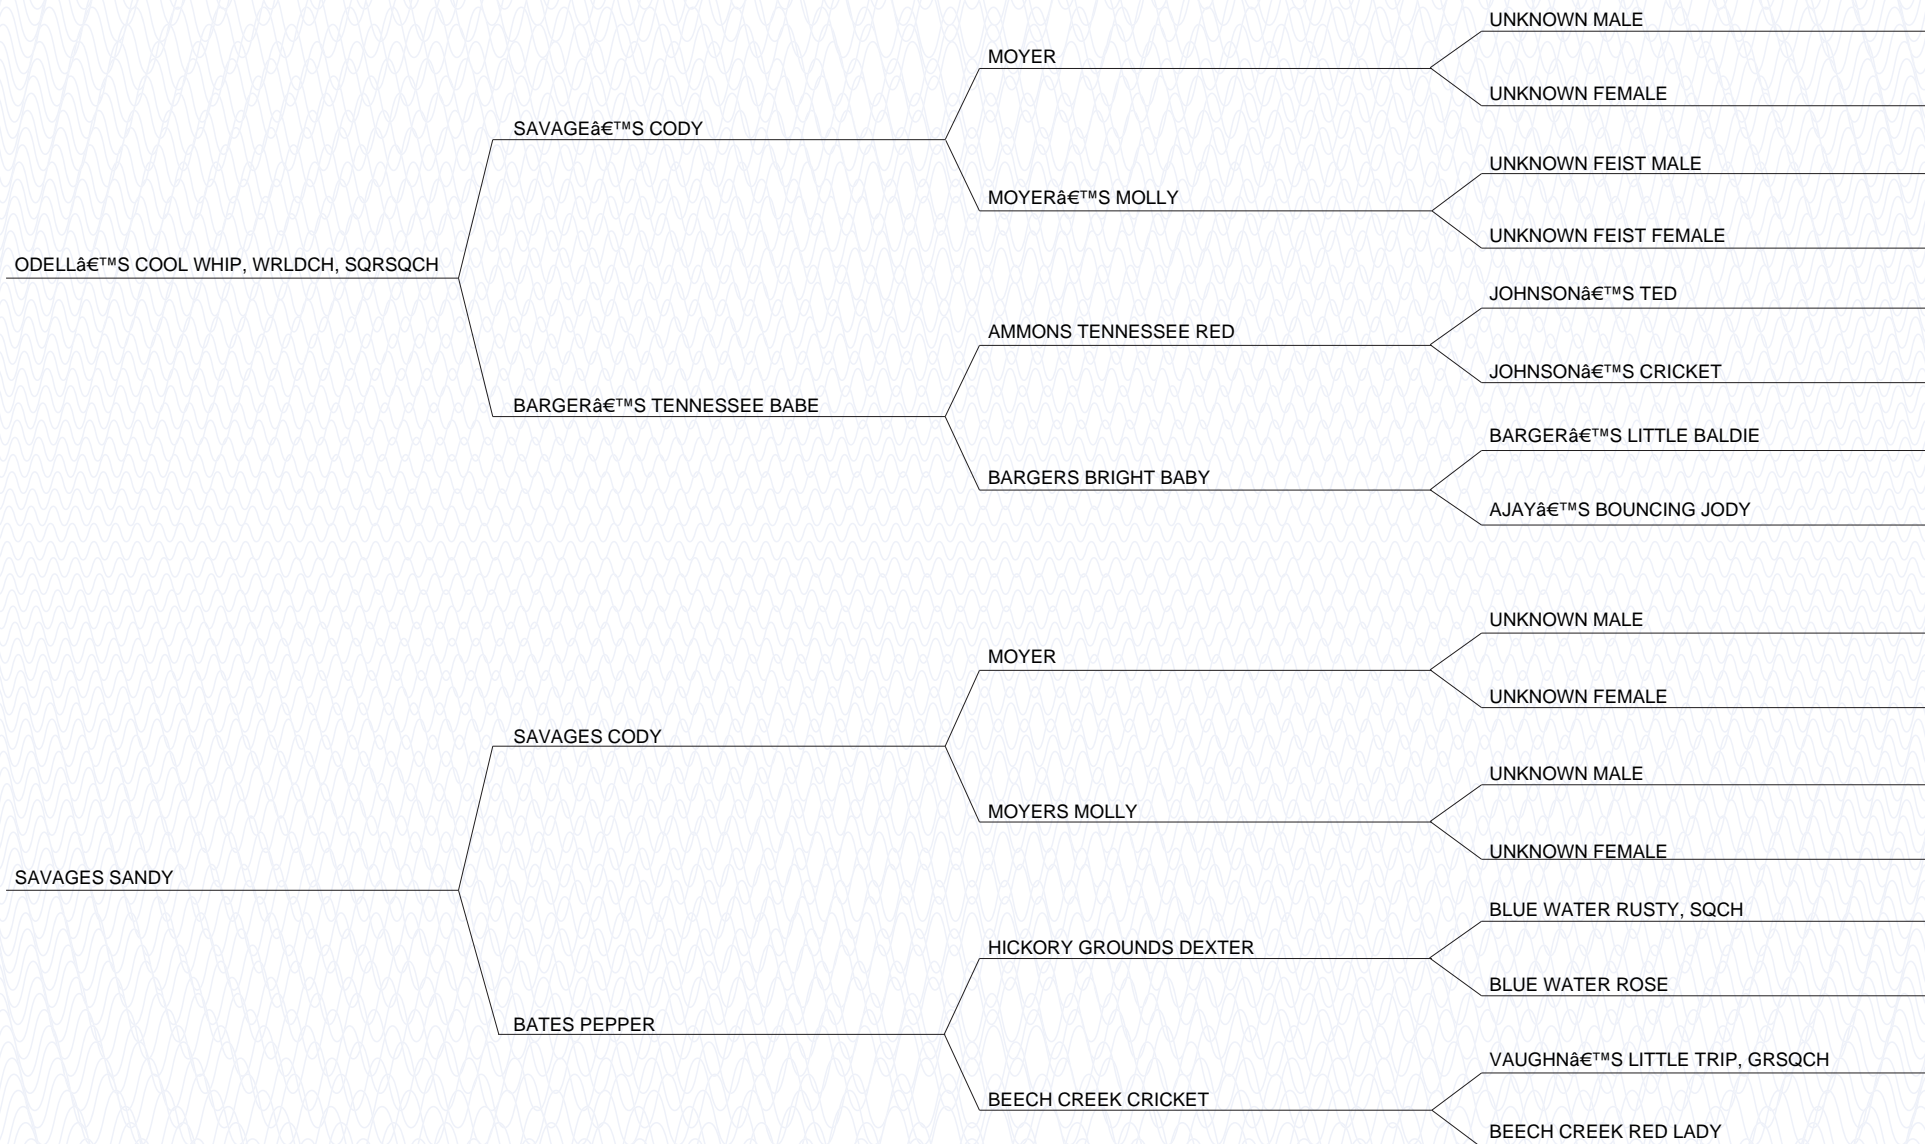 UNKNOWN MALE
MOYER
UNKNOWN FEMALE
SAVAGEâ€™S CODY
UNKNOWN FEIST MALE
MOYERâ€™S MOLLY
UNKNOWN FEIST FEMALE
ODELLâ€™S COOL WHIP, WRLDCH, SQRSQCH
JOHNSONâ€™S TED
AMMONS TENNESSEE RED
JOHNSONâ€™S CRICKET
BARGERâ€™S TENNESSEE BABE
BARGERâ€™S LITTLE BALDIE
BARGERS BRIGHT BABY
AJAYâ€™S BOUNCING JODY
UNKNOWN MALE
MOYER
UNKNOWN FEMALE
SAVAGES CODY
UNKNOWN MALE
MOYERS MOLLY
UNKNOWN FEMALE
SAVAGES SANDY
BLUE WATER RUSTY, SQCH
HICKORY GROUNDS DEXTER
BLUE WATER ROSE
BATES PEPPER
VAUGHNâ€™S LITTLE TRIP, GRSQCH
BEECH CREEK CRICKET
BEECH CREEK RED LADY